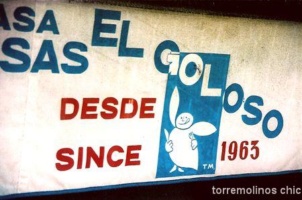 ASA
SAS EL GOLOSO
DESDE
SINCE 1963
TM
torremolinos chic